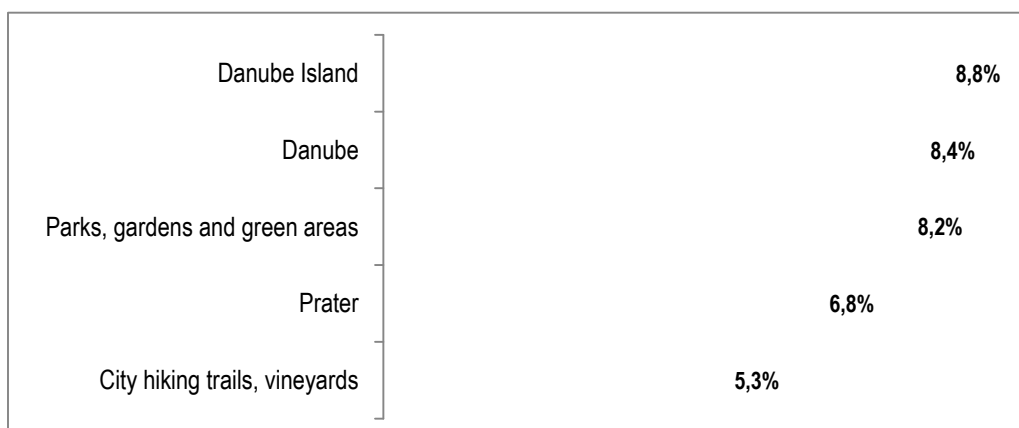 Danube Island 8,8%
Danube 8,4%
Parks, gardens and green areas 8,2%
Prater 6,8%
City hiking trails, vineyards 5,3%